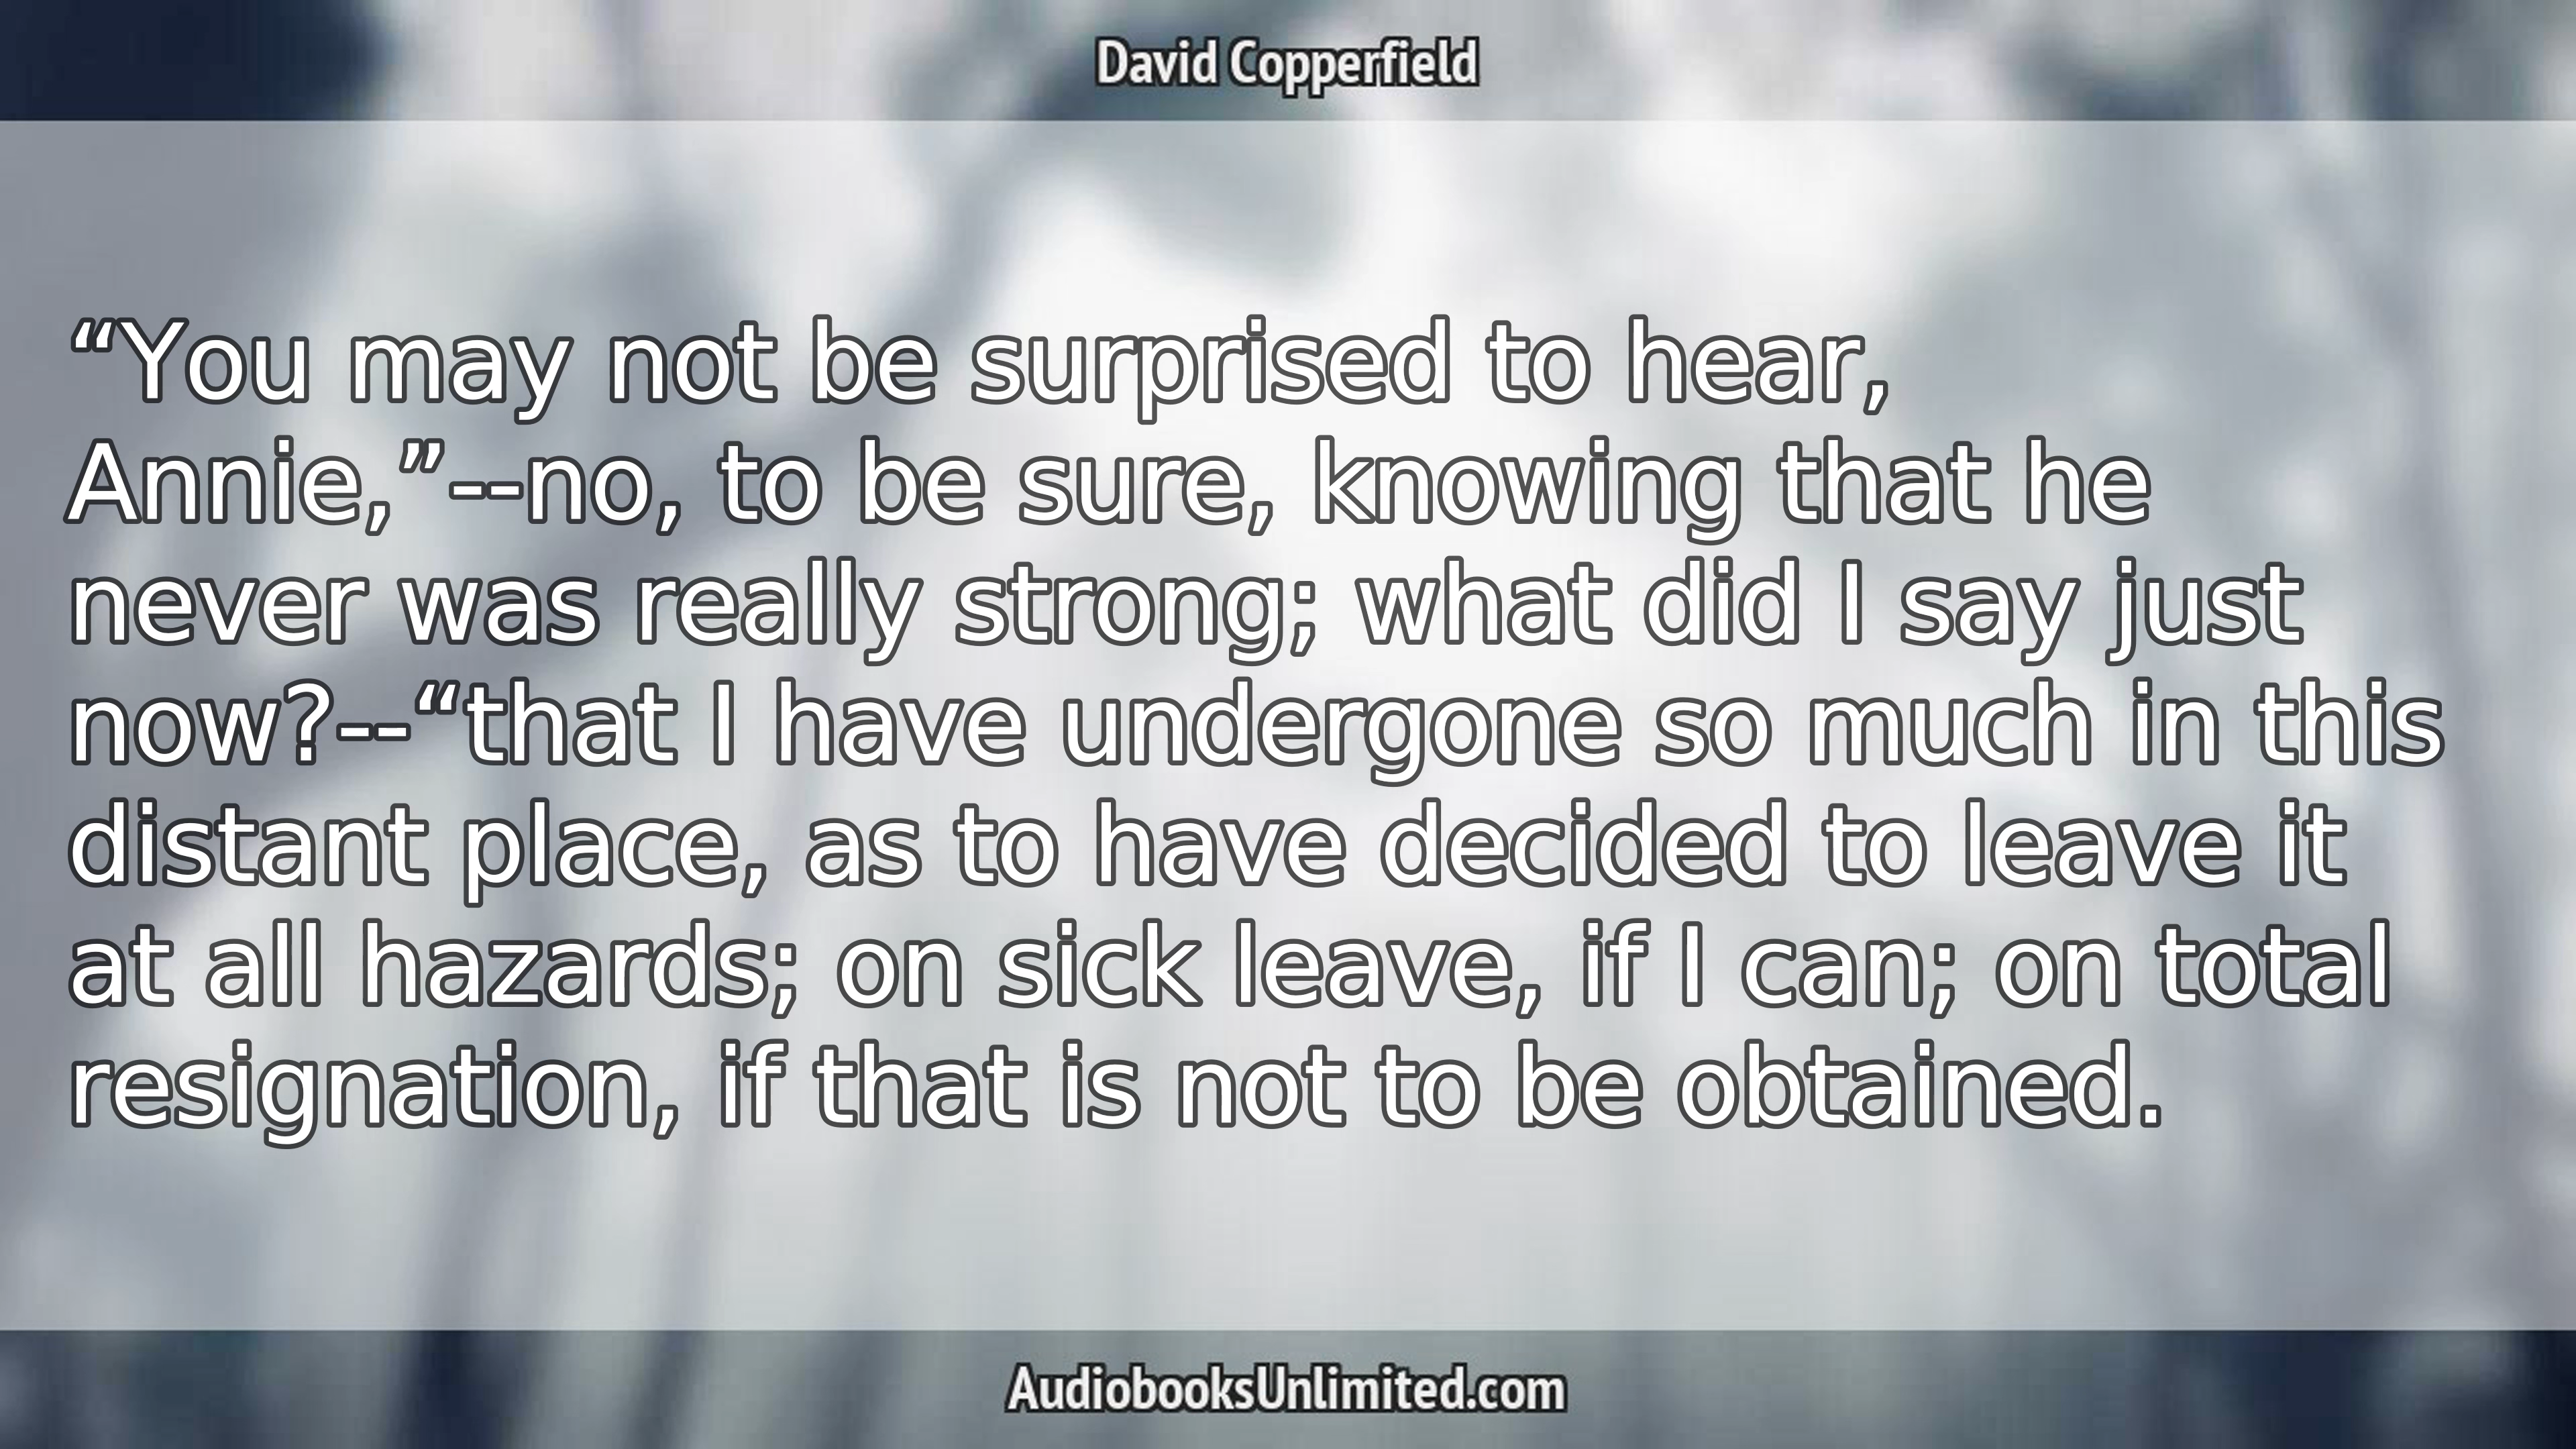 David Copperfield
“You may not be surprised to hear,
Annie,”--no, to be sure, knowing that he
never was really strong; what did I say just
now?--“that I have undergone so much in this
distant place, as to have decided to leave it
at all hazards; on sick leave, if I can; on total
resignation, if that is not to be obtained.
AudiobooksUnlimited.com